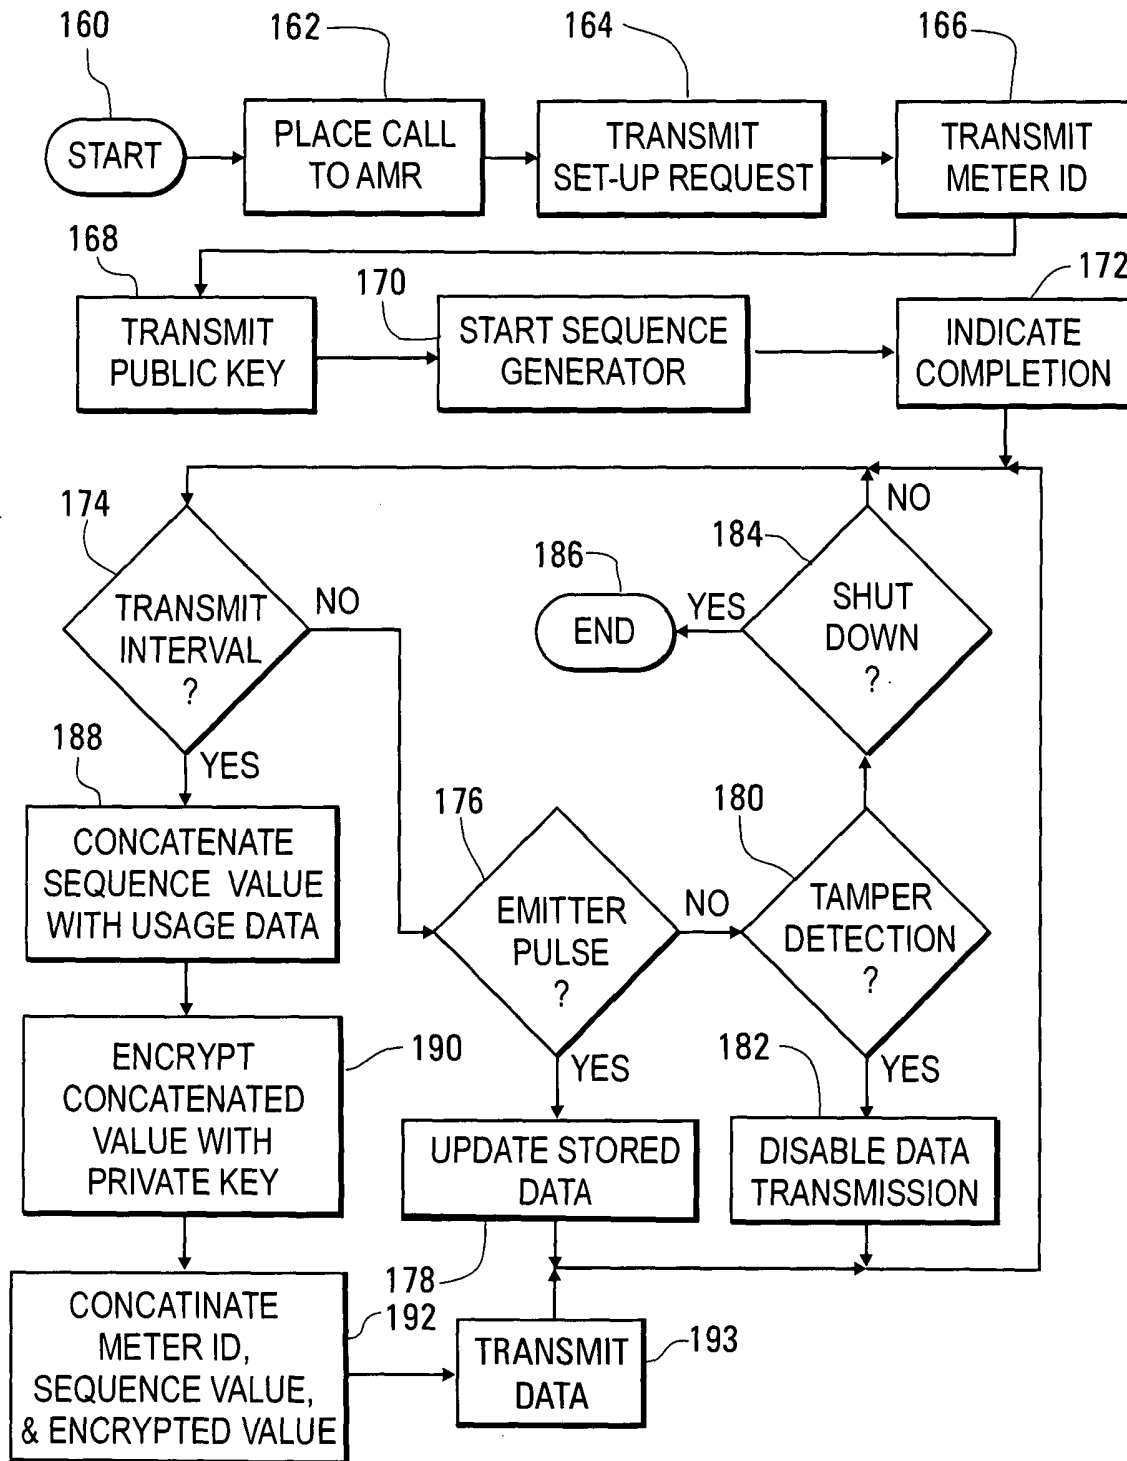 160
162
164
166
START
PLACE CALL
TO AMR
TRANSMIT
SET-UP REQUEST
TRANSMIT
METER ID
168
170
172
TRANSMIT
PUBLIC KEY
START SEQUENCE
GENERATOR
INDICATE
COMPLETION
174
TRANSMIT
INTERVAL
?
NO
YES
186
END
YES
184
NO
SHUT
DOWN
?
188
CONCATENATE
SEQUENCE VALUE
WITH USAGE DATA
176
EMITTER
PULSE
?
NO
YES
180
TAMPER
DETECTION
?
YES
190
ENCRYPT
CONCATENATED
VALUE WITH
PRIVATE KEY
UPDATE STORED
DATA
178
182
DISABLE DATA
TRANSMISSION
CONCATINATE
METER ID,
SEQUENCE VALUE,
& ENCRYPTED VALUE
192
TRANSMIT
DATA
193